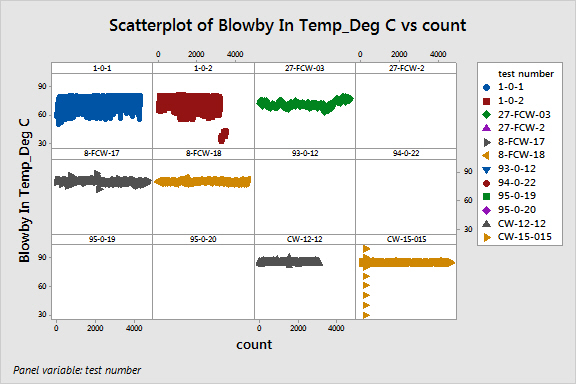 Scatterplot of Blowby In Temp_Deg C vs count
0 2000 4000 0 2000 4000
1-0-1 1-0-2 27-FCW-03 27-FCW-2
90
60
30
8-FCW-17 8-FCW-18 93-0-12 94-0-22
90
60
30
95-0-19 95-0-20 CW-12-12 CW-15-015
90
60
30
0 2000 4000 0 2000 4000
Blowby In Temp_Deg C
count
test number
1-0-1
1-0-2
27-FCW-03
27-FCW-2
8-FCW-17
8-FCW-18
93-0-12
94-0-22
95-0-19
95-0-20
CW-12-12
CW-15-015
Panel variable: test number